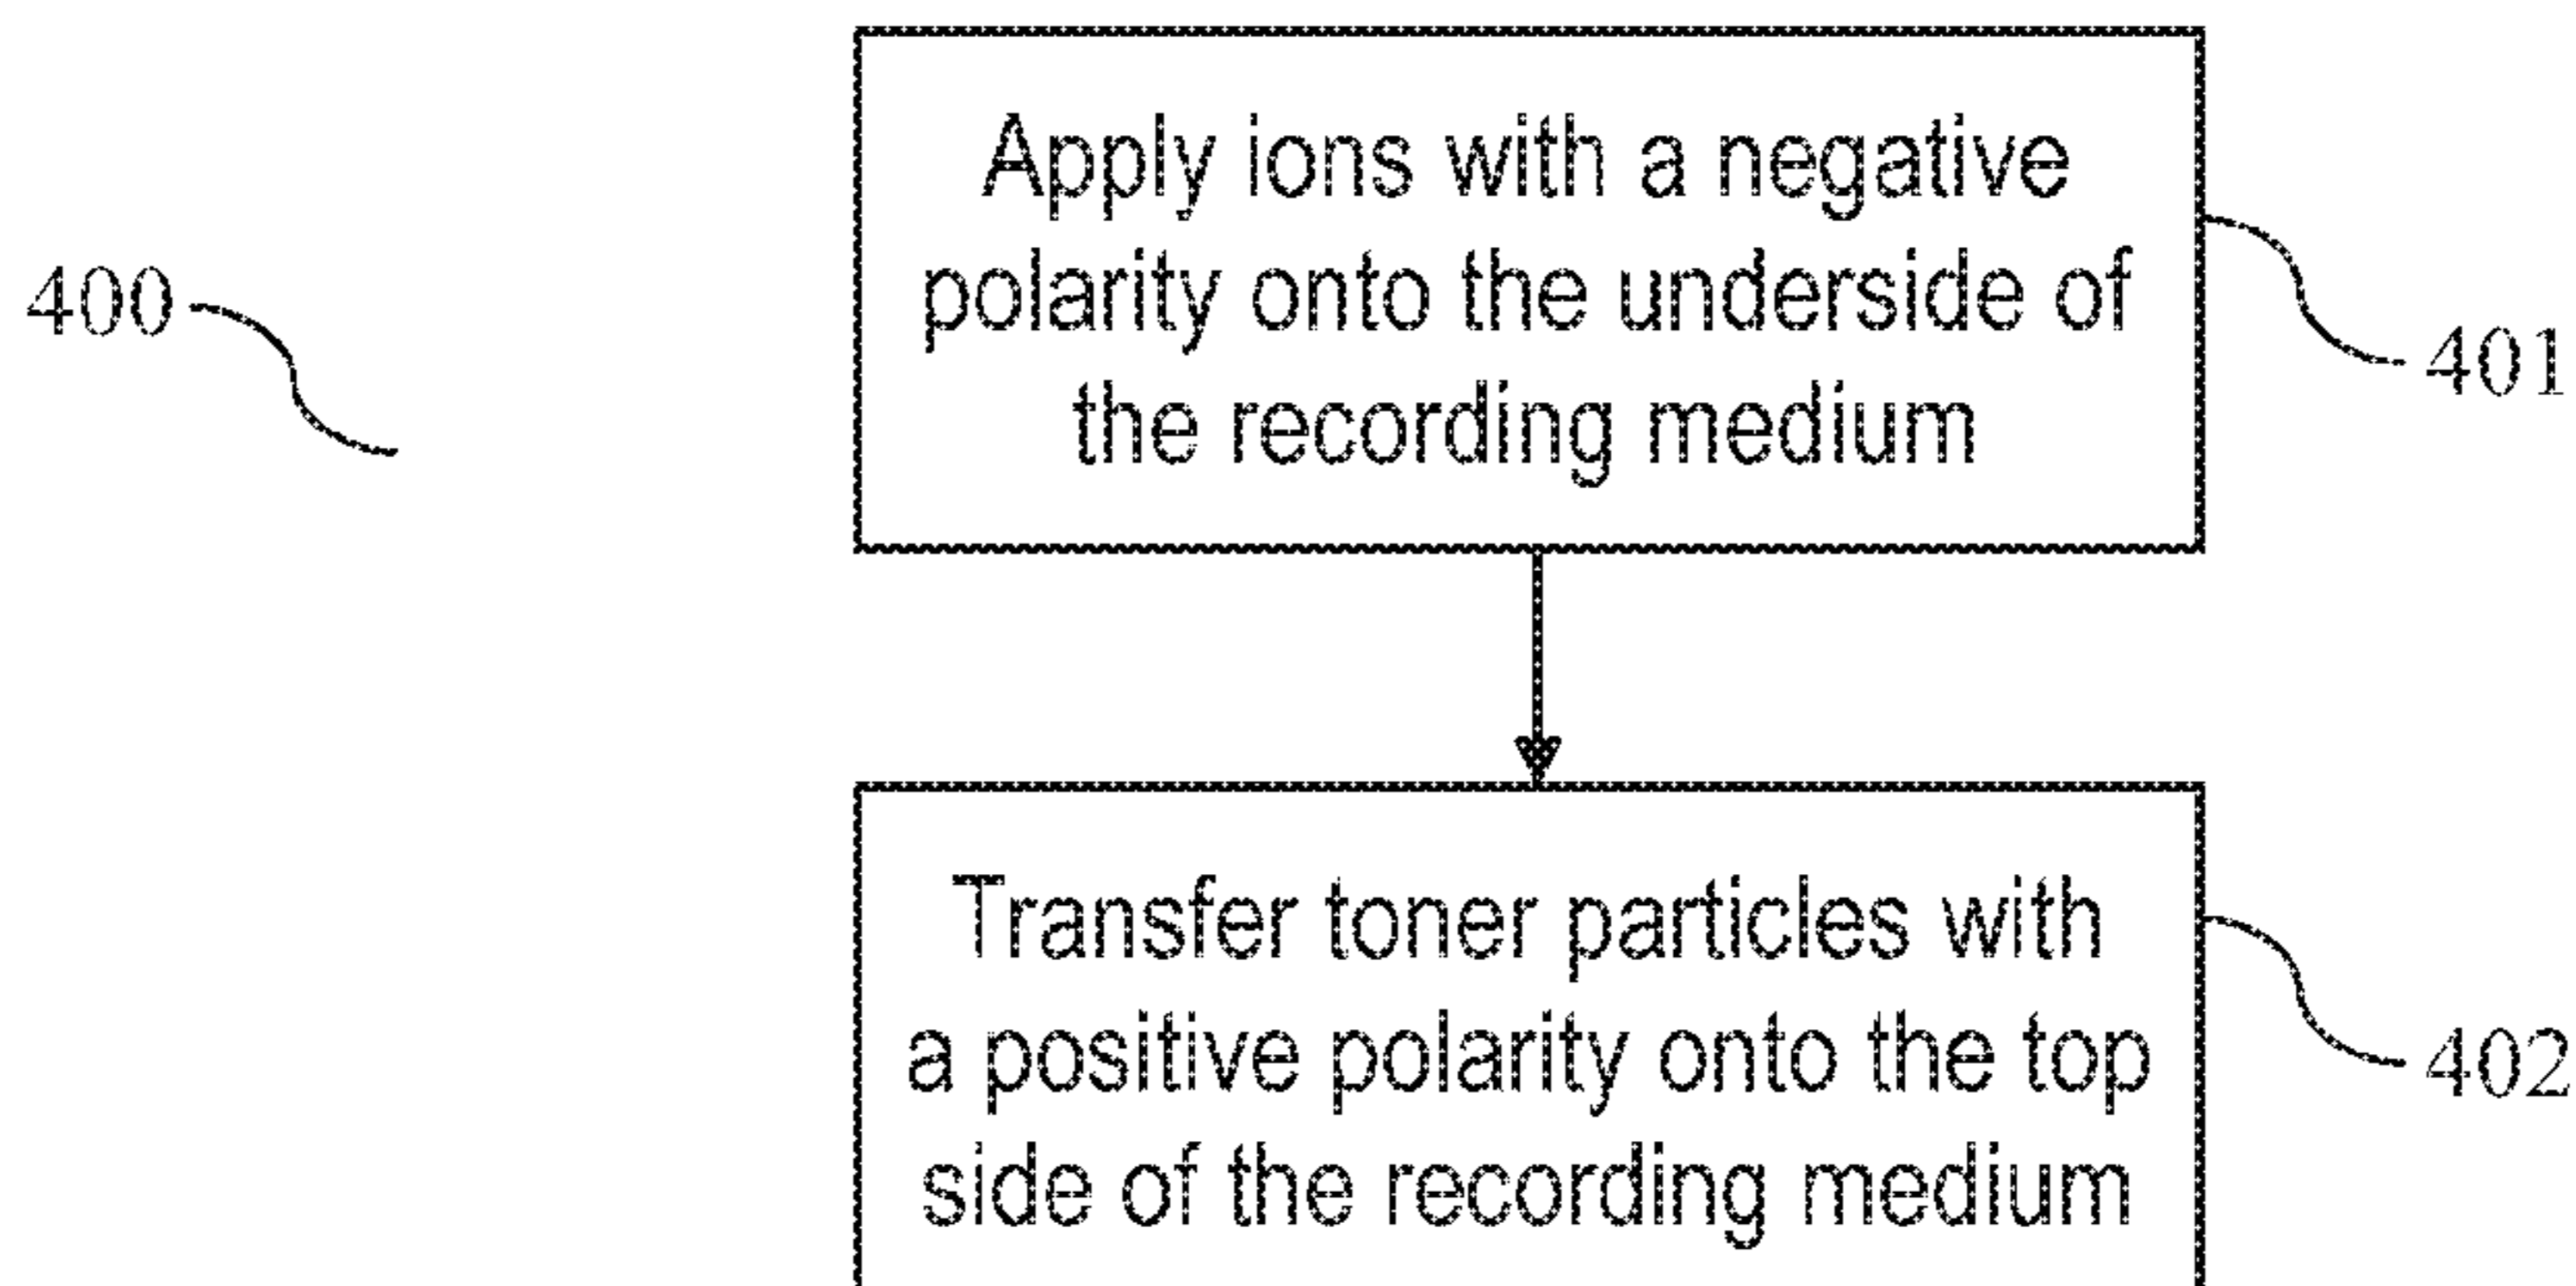 Apply ions with a negative
polarity onto the underside of
the recording medium
400
401
Transfer toner particles with
a positive polarity onto the top
side of the recording medium
402